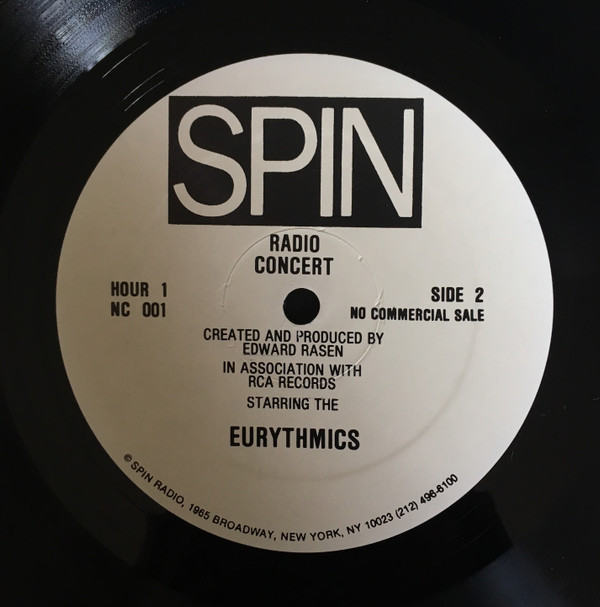 SPIN
RADIO
CONCERT
HOUR 1
NC 001
SIDE 2
NO COMMERCIAL SALE
CREATED AND PRODUCED BY
EDWARD RASEN
IN ASSOCIATION WITH
RCA RECORDS
STARRING THE
EURYTHMICS
© SPIN RADIO, 1965 BROADWAY, NEW YORK, NY 10023 (212) 496-6100